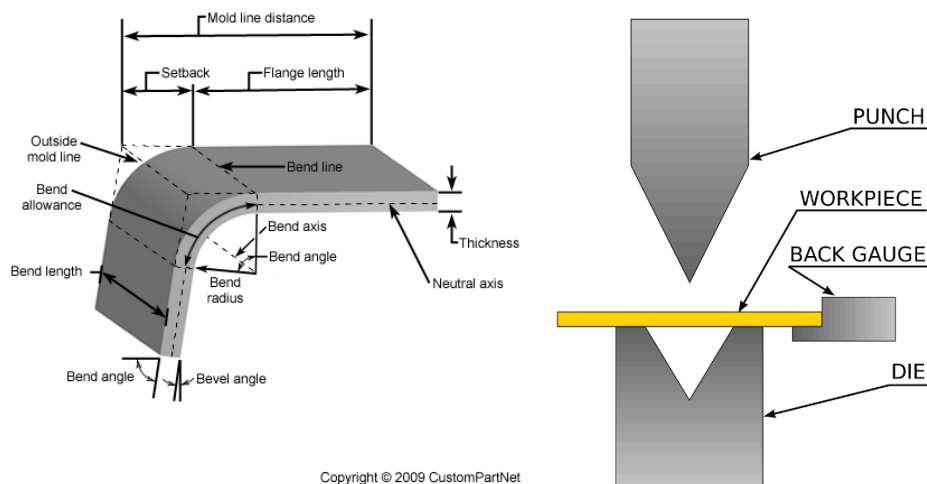 Mold line distance
Setback
Flange length
Outside
mold line
Bend line
Bend
allowance
Bend axis
Bend angle
Thickness
Bend length
Bend
radius
Neutral axis
Bend angle
Bevel angle
Copyright © 2009 CustomPartNet
PUNCH
WORKPIECE
BACK GAUGE
DIE